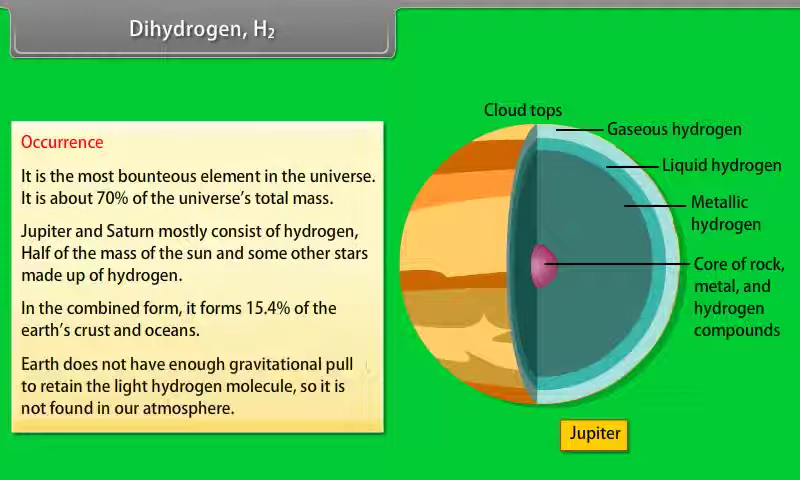 Dihydrogen, H₂
Occurrence
It is the most bounteous element in the universe.
It is about 70% of the universe's total mass.
Jupiter and Saturn mostly consist of hydrogen,
Half of the mass of the sun and some other stars
made up of hydrogen.
In the combined form, it forms 15.4% of the
earth's crust and oceans.
Earth does not have enough gravitational pull
to retain the light hydrogen molecule, so it is
not found in our atmosphere.
Cloud tops
Gaseous hydrogen
Liquid hydrogen
Metallic
hydrogen
Core of rock,
metal, and
hydrogen
compounds
Jupiter